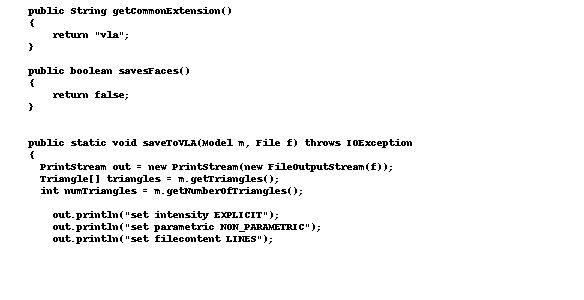 public String getCommonExtension()
{
    return "vla";
}

public boolean savesFaces()
{
    return false;
}

public static void saveToVLA(Model m, File f) throws IOException
{
  PrintStream out = new PrintStream(new FileOutputStream(f));
  Triangle[] triangles = m.getTriangles();
  int numTriangles = m.getNumberOfTriangles();

    out.println("set intensity EXPLICIT");
    out.println("set parametric NON_PARAMETRIC");
    out.println("set filecontent LINES");